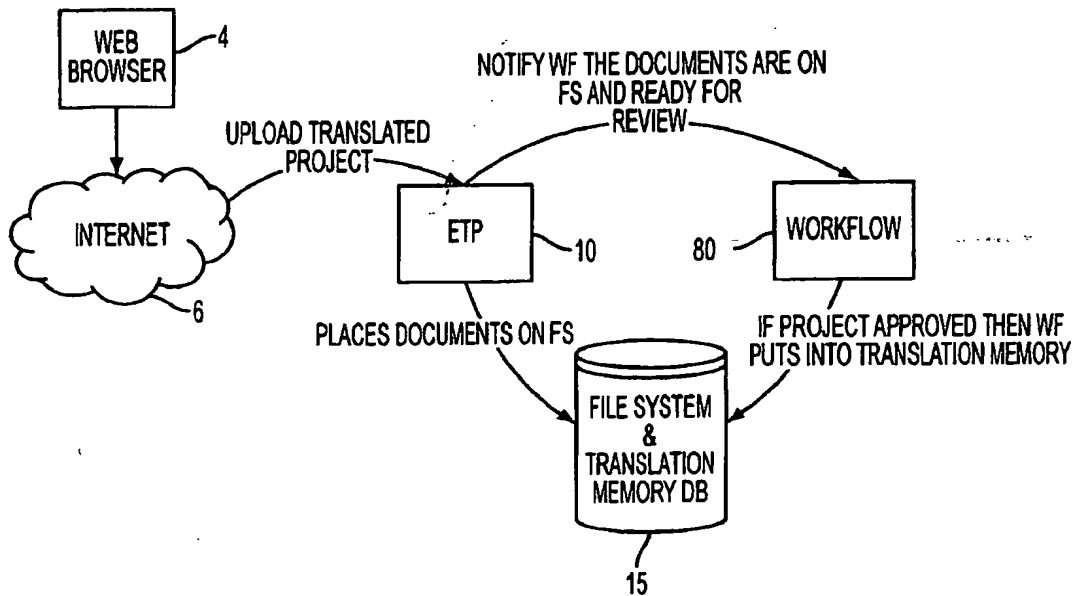 WEB
BROWSER
4
NOTIFY WF THE DOCUMENTS ARE ON
FS AND READY FOR
REVIEW
UPLOAD TRANSLATED
PROJECT
INTERNET
6
ETP
10
80
WORKFLOW
PLACES DOCUMENTS ON FS
IF PROJECT APPROVED THEN WF
PUTS INTO TRANSLATION MEMORY
FILE SYSTEM
&
TRANSLATION
MEMORY DB
15